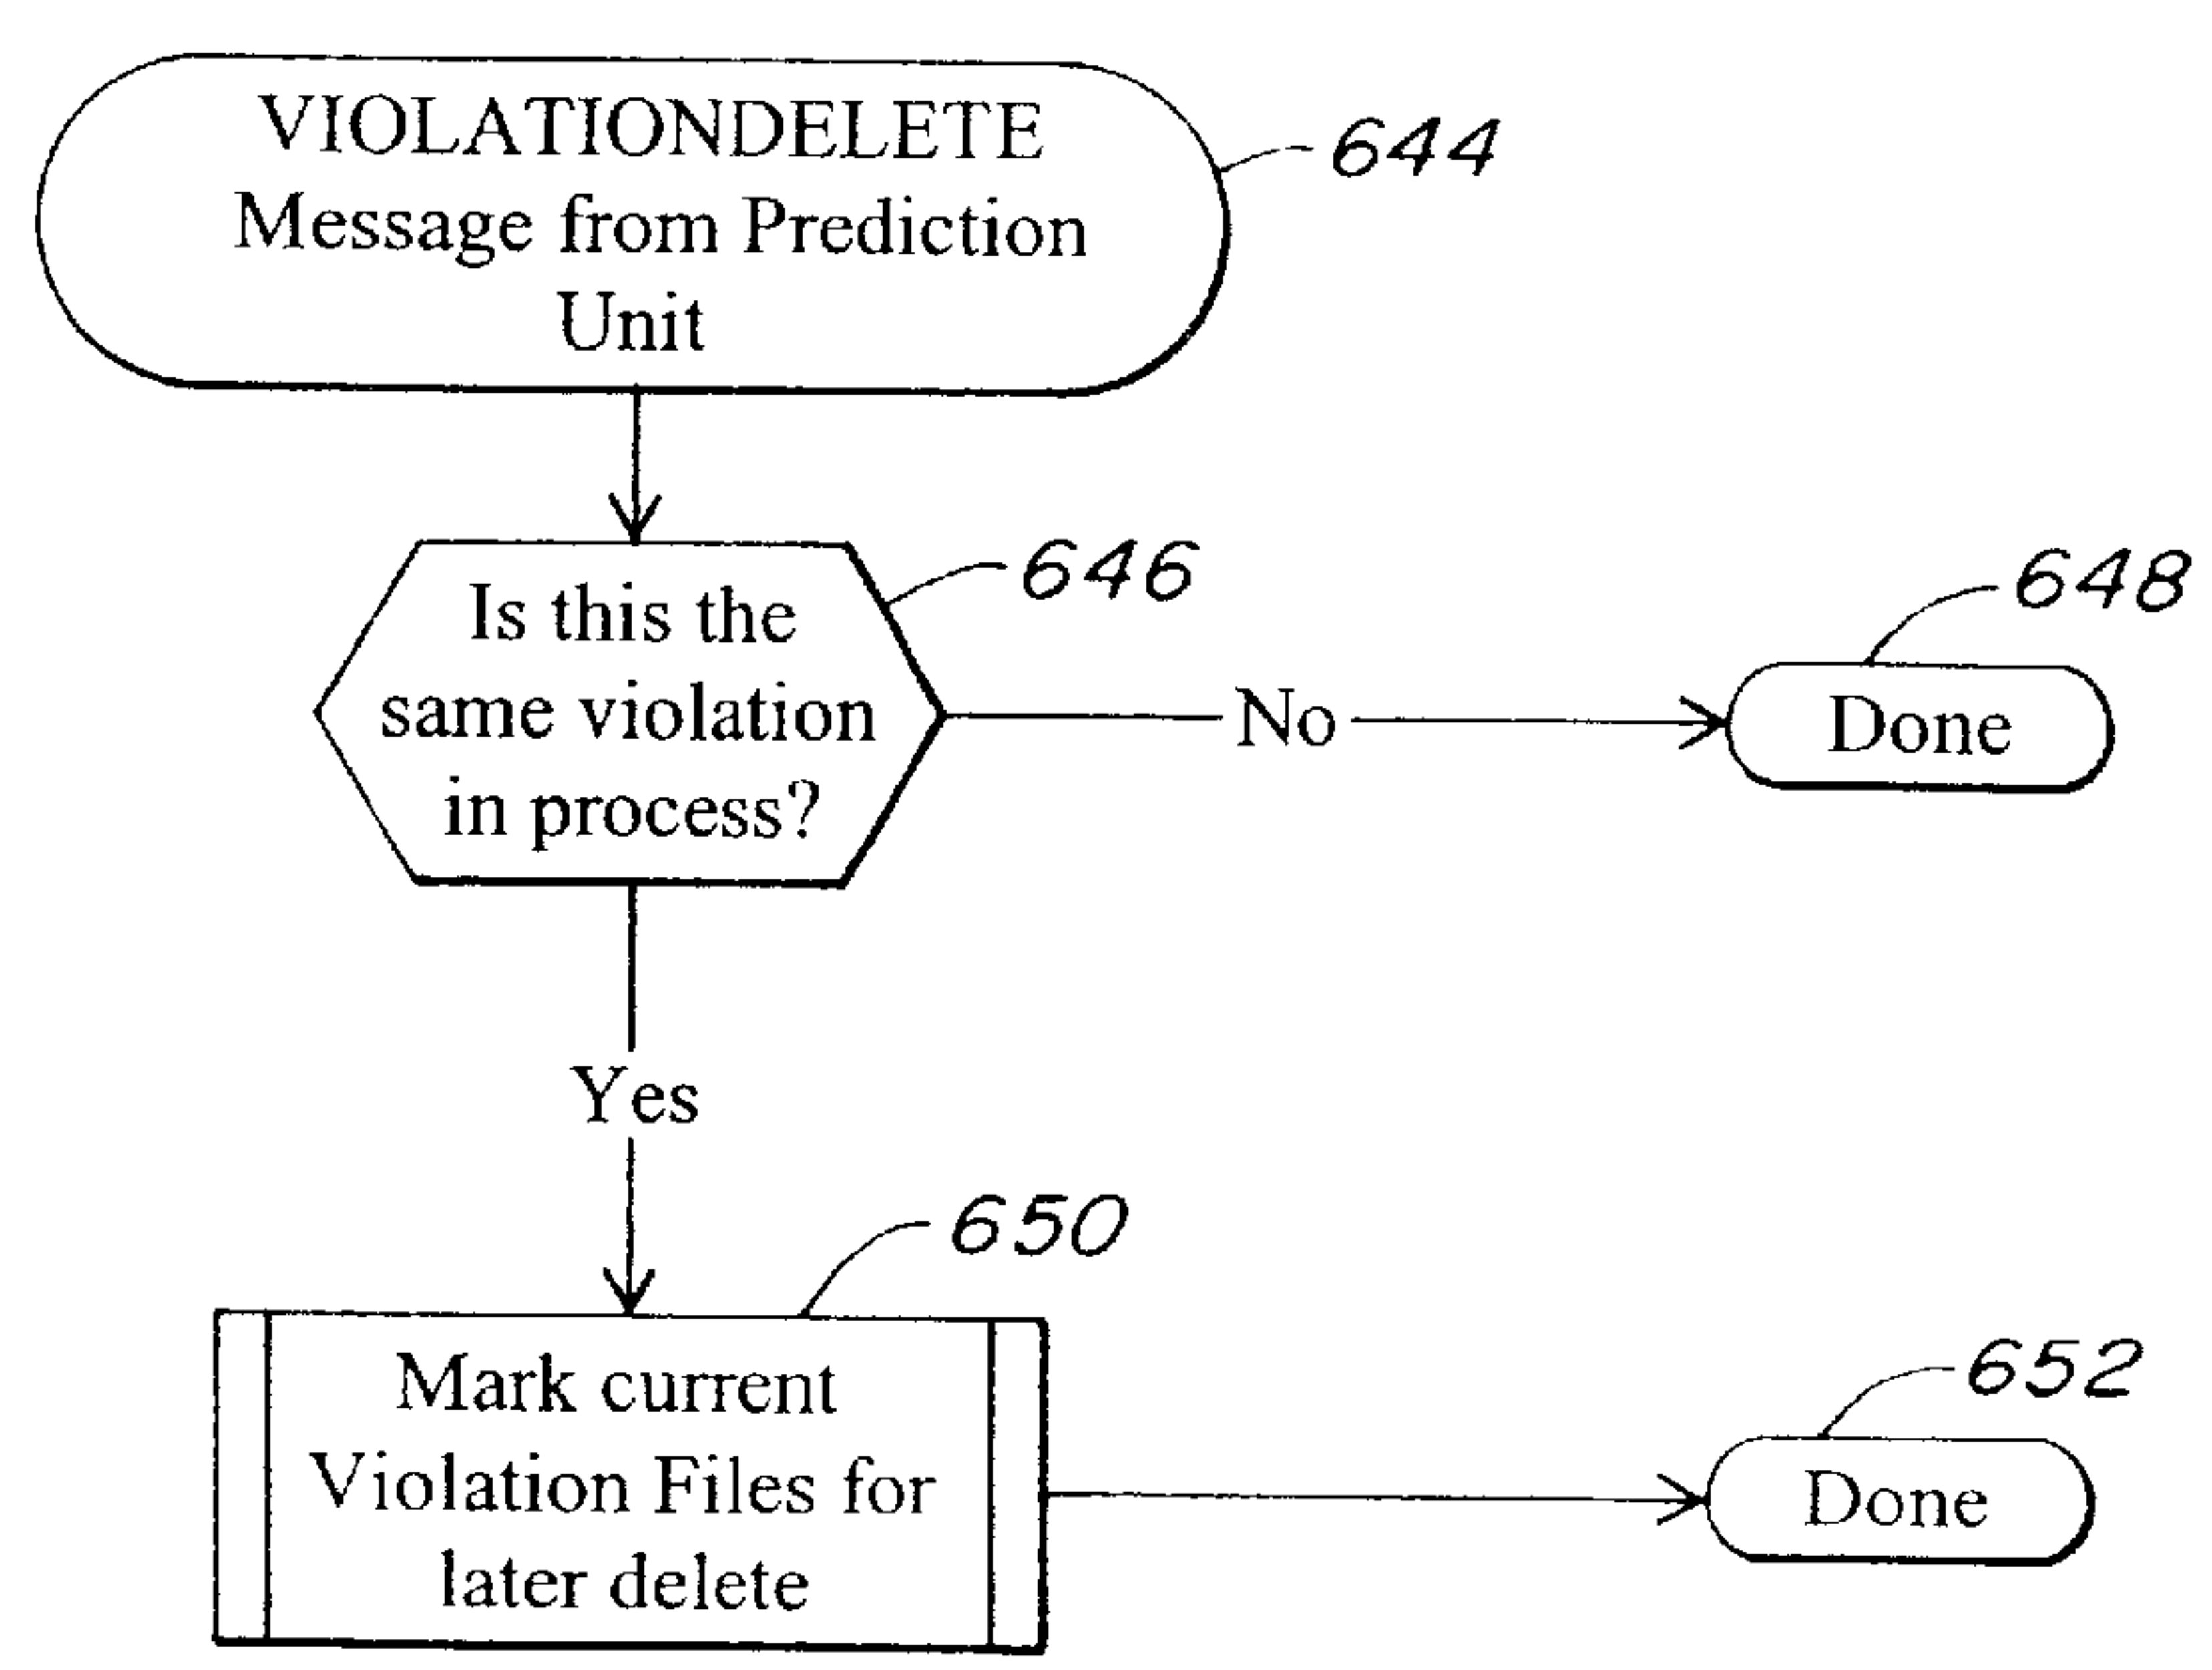 VIOLATIONDELETE
Message from Prediction
Unit
644
Is this the
same violation
in process?
646
No
648
Done
Yes
650
Mark current
Violation Files for
later delete
652
Done